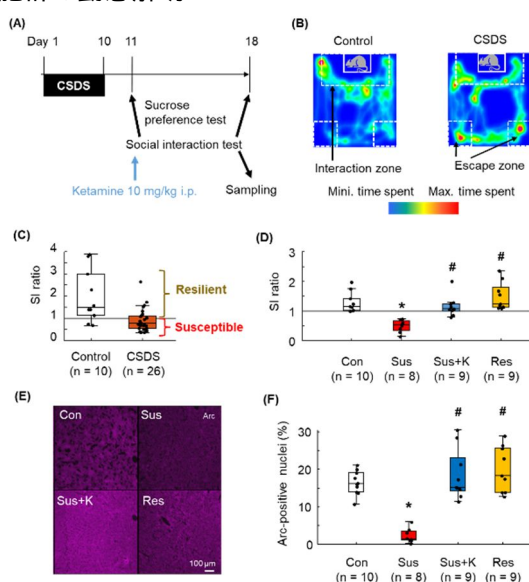 (A)
Day 1 10 11 18
CSDS
Sucrose
preference test
Social interaction test
Ketamine 10 mg/kg i.p.
Sampling
(B)
Control CSDS
Interaction zone Escape zone
Mini. time spent Max. time spent
(C)
SI ratio
4
3
2
1
0
Resilient
Susceptible
Control CSDS
(n = 10) (n = 26)
(D)
SI ratio
3
2
1
0
* # #
Con Sus Sus+K Res
(n = 10) (n = 8) (n = 9) (n = 9)
(E)
Con Sus Arc
Sus+K Res
100 μm
(F)
Arc-positive nuclei (%)
30
20
10
0
* # #
Con Sus Sus+K Res
(n = 10) (n = 8) (n = 9) (n = 9)